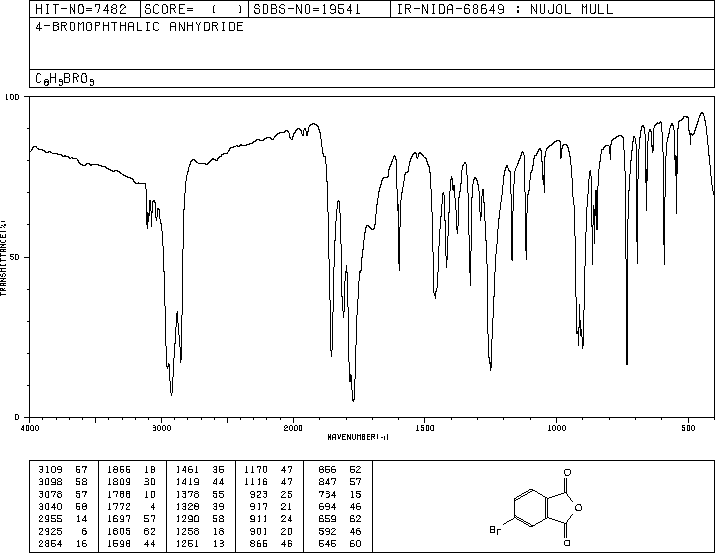 HIT-NO=7482 SCORE= ( ) SDBS-NO=19541 IR-NIDA-68649 : NUJOL MULL
4-BROMOPHTHALIC ANHYDRIDE
C8H3BRO3
100
50
0
TRANSMITTANCE(%)
4000 3000 2000 1500 1000 500
WAVENUMBER(-1)
3109 57 1856 18 1461 36 1170 47 856 52
3098 58 1809 30 1419 44 1116 47 847 57
3078 57 1788 10 1378 55 923 25 734 15
3040 60 1772 4 1328 39 917 21 694 46
2955 14 1697 57 1290 58 911 24 659 62
2925 6 1605 62 1258 18 901 20 592 46
2854 16 1598 44 1251 13 866 46 545 60
O
O
Br
O